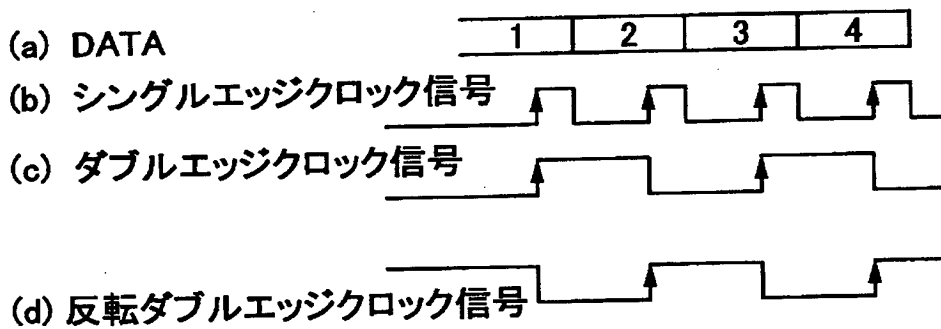 (a) DATA 1 2 3 4
(b) シングルエッジクロック信号
(c) ダブルエッジクロック信号
(d) 反転ダブルエッジクロック信号